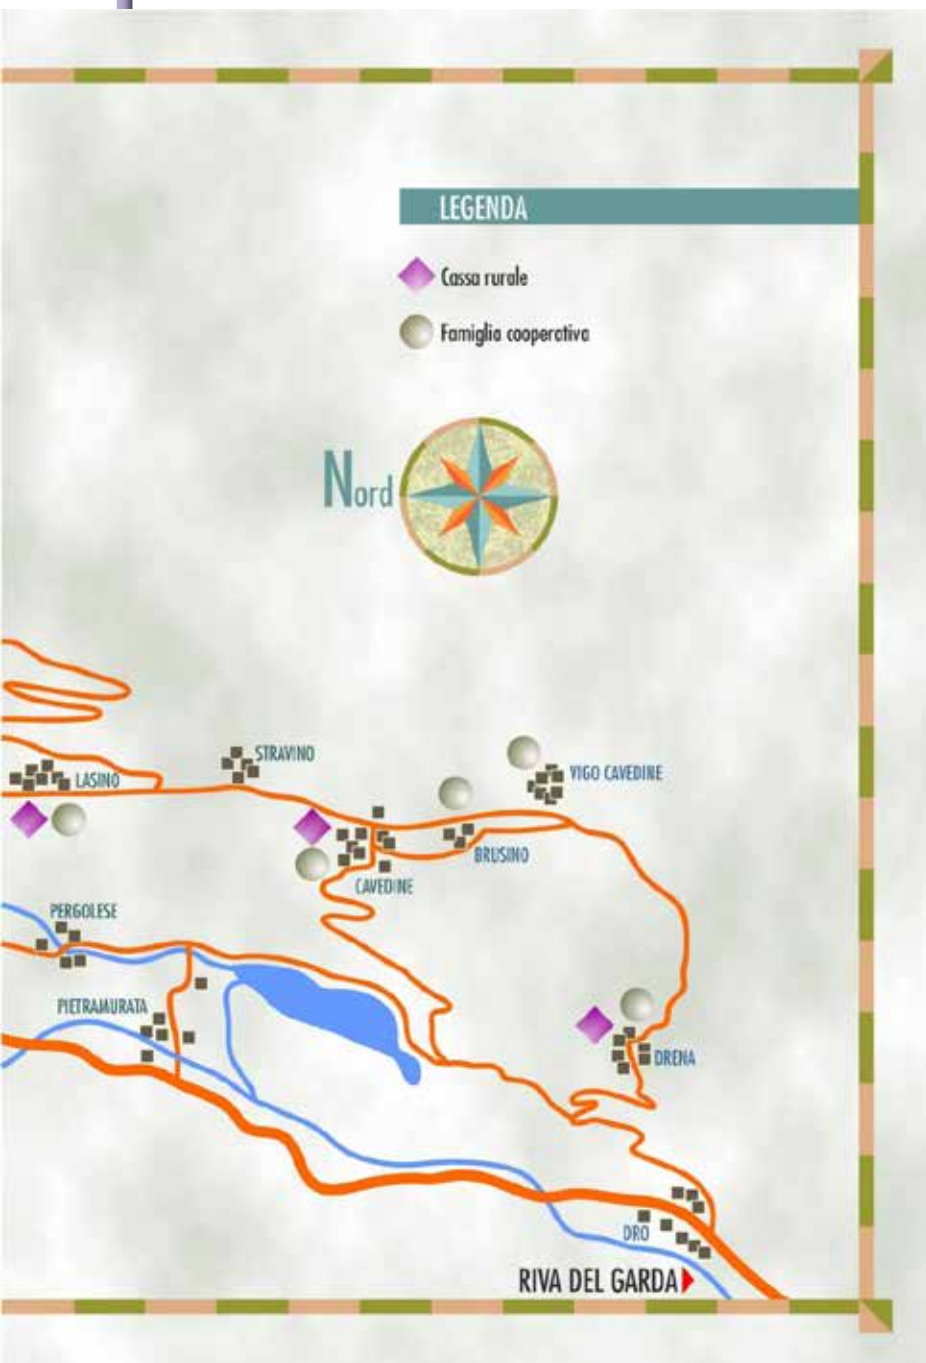 LEGENDA
Cassa rurale
Famiglia cooperativa
Nord
STRAVINO
LASINO
VIGO CAVEDINE
BRUSINO
CAVEDINE
PERGOLESE
PIETRAMURATA
DRENA
DRO
RIVA DEL GARDA